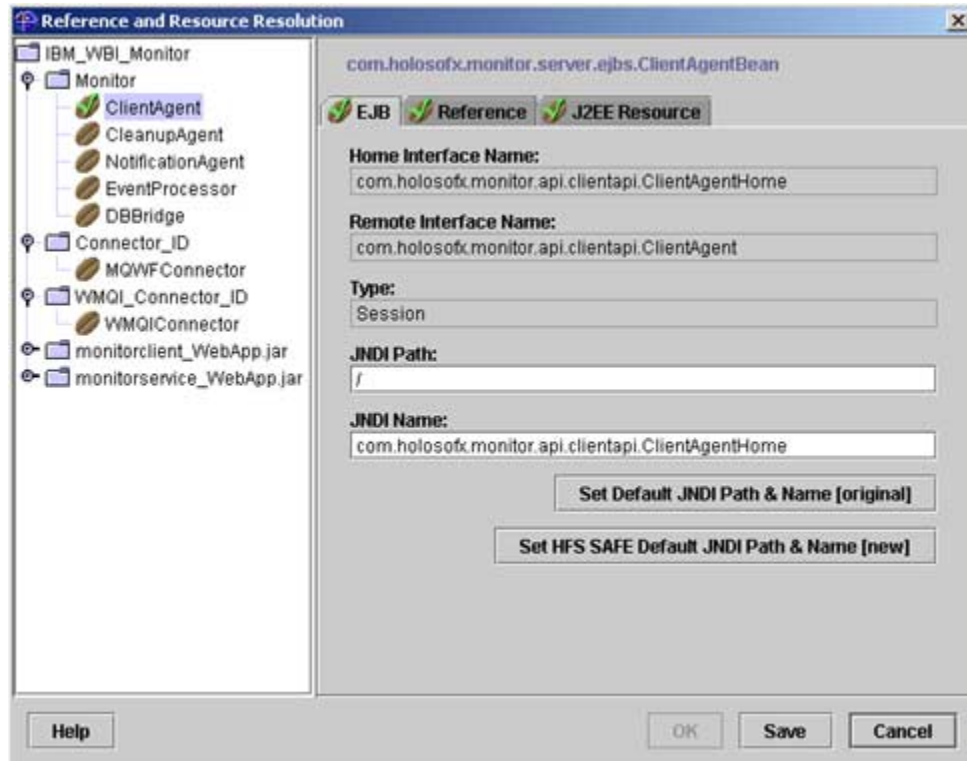 Reference and Resource Resolution
IBM_WBI_Monitor
Monitor
ClientAgent
CleanupAgent
NotificationAgent
EventProcessor
DBBridge
Connector_ID
MQWFConnector
WMQI_Connector_ID
WMQIConnector
monitorclient_WebApp.jar
monitorservice_WebApp.jar
com.holosofx.monitor.server.ejbs.ClientAgentBean
EJB Reference J2EE Resource
Home Interface Name:
com.holosofx.monitor.api.clientapi.ClientAgentHome
Remote Interface Name:
com.holosofx.monitor.api.clientapi.ClientAgent
Type:
Session
JNDI Path:
/
JNDI Name:
com.holosofx.monitor.api.clientapi.ClientAgentHome
Set Default JNDI Path & Name [original]
Set HFS SAFE Default JNDI Path & Name [new]
Help OK Save Cancel